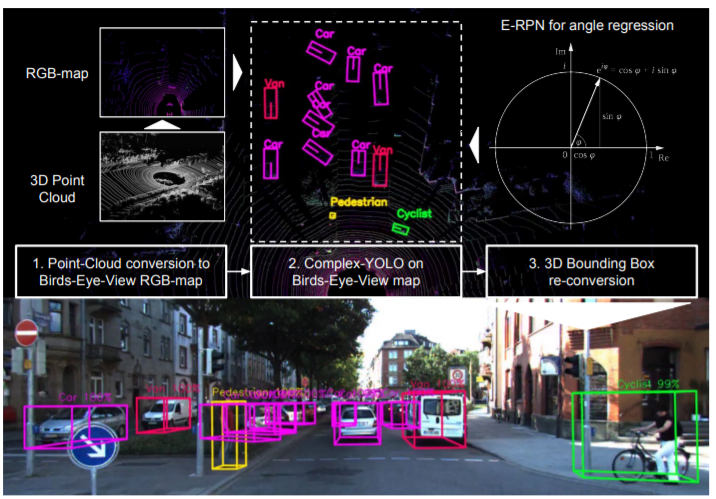 RGB-map
3D Point
Cloud
Car
Car
Car
Car
Van
Car
Car
Car
Car
Car
Van
Pedestrian
Cyclist
E-RPN for angle regression
Im
i
e^{iφ} = cos φ + i sin φ
sin φ
φ
0
cos φ
1
Re
1. Point-Cloud conversion to
Birds-Eye-View RGB-map
2. Complex-YOLO on
Birds-Eye-View map
3. 3D Bounding Box
re-conversion
Car 100%
Pedestrian 100%
Van
Cyclist 99%